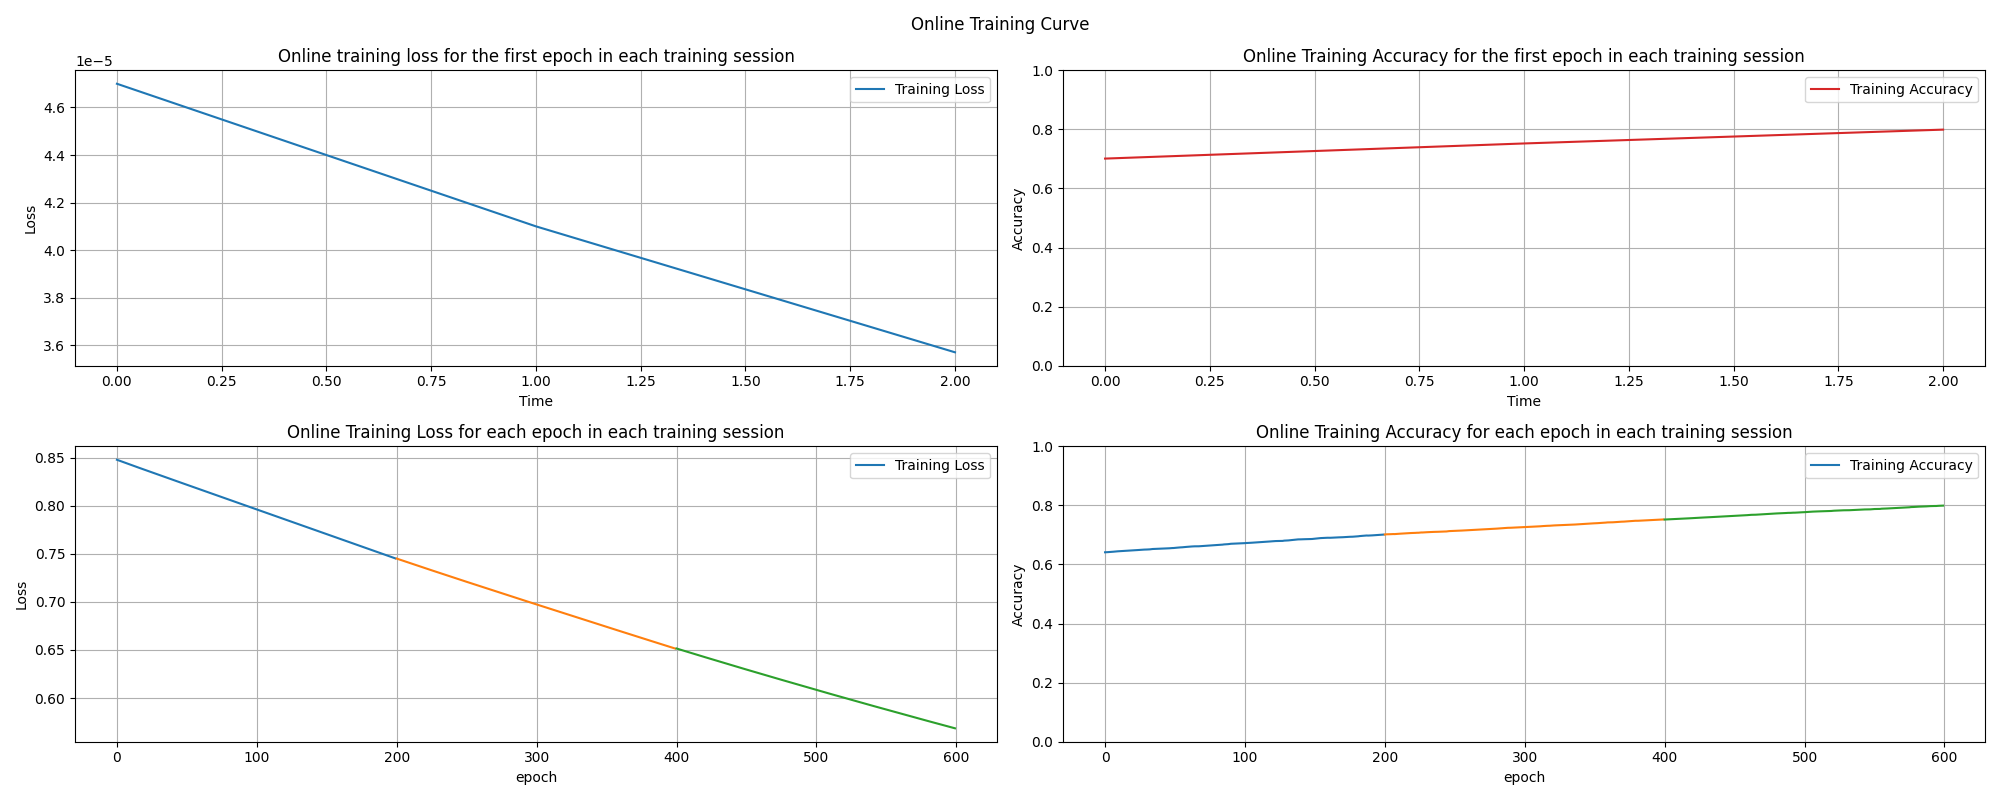 Online Training Curve
Online training loss for the first epoch in each training session
1e−5
Training Loss
4.6
4.4
4.2
4.0
3.8
3.6
Loss
0.00 0.25 0.50 0.75 1.00 1.25 1.50 1.75 2.00
Time
Online Training Accuracy for the first epoch in each training session
Training Accuracy
1.0
0.8
0.6
0.4
0.2
0.0
Accuracy
0.00 0.25 0.50 0.75 1.00 1.25 1.50 1.75 2.00
Time
Online Training Loss for each epoch in each training session
Training Loss
0.85
0.80
0.75
0.70
0.65
0.60
Loss
0 100 200 300 400 500 600
epoch
Online Training Accuracy for each epoch in each training session
Training Accuracy
1.0
0.8
0.6
0.4
0.2
0.0
Accuracy
0 100 200 300 400 500 600
epoch